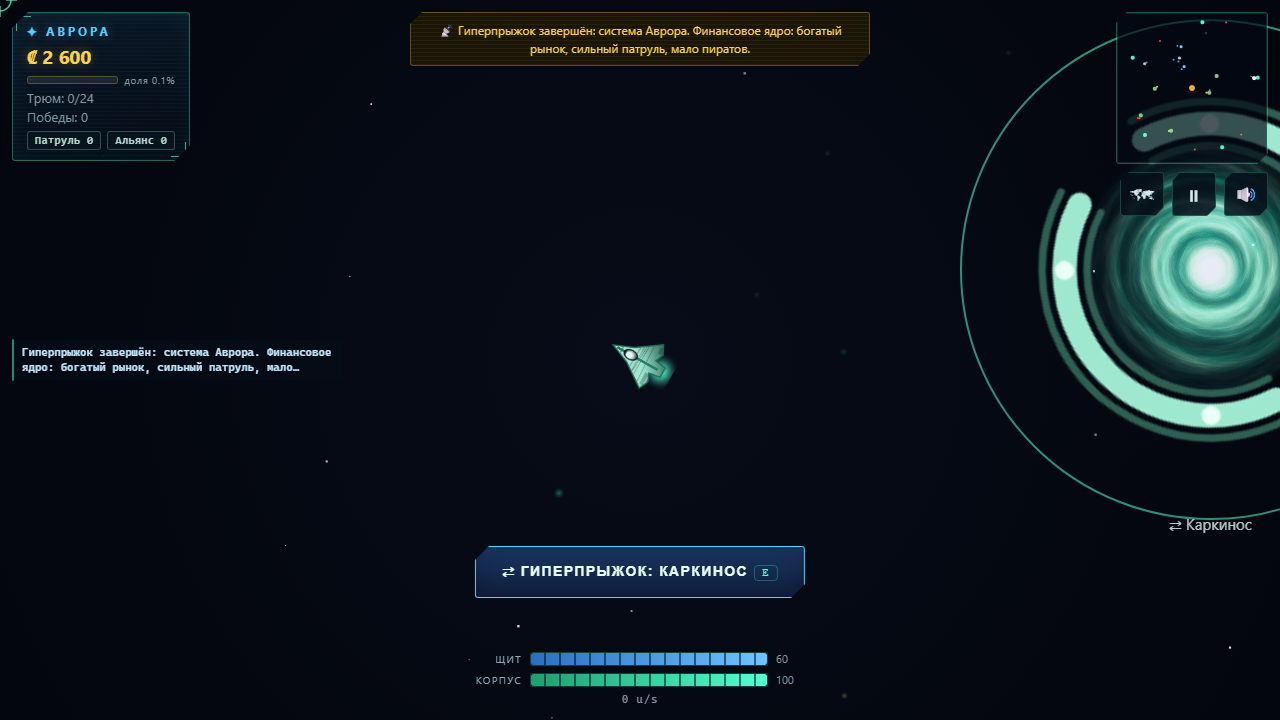 ✦ АВРОРА
₡ 2 600
доля 0.1%
Трюм: 0/24
Победы: 0
Патруль 0 Альянс 0
Гиперпрыжок завершён: система Аврора. Финансовое ядро: богатый
рынок, сильный патруль, мало пиратов.
Гиперпрыжок завершён: система Аврора. Финансовое
ядро: богатый рынок, сильный патруль, мало…
⇄ Каркинос
⇄ ГИПЕРПРЫЖОК: КАРКИНОС E
ЩИТ 60
КОРПУС 100
0 u/s